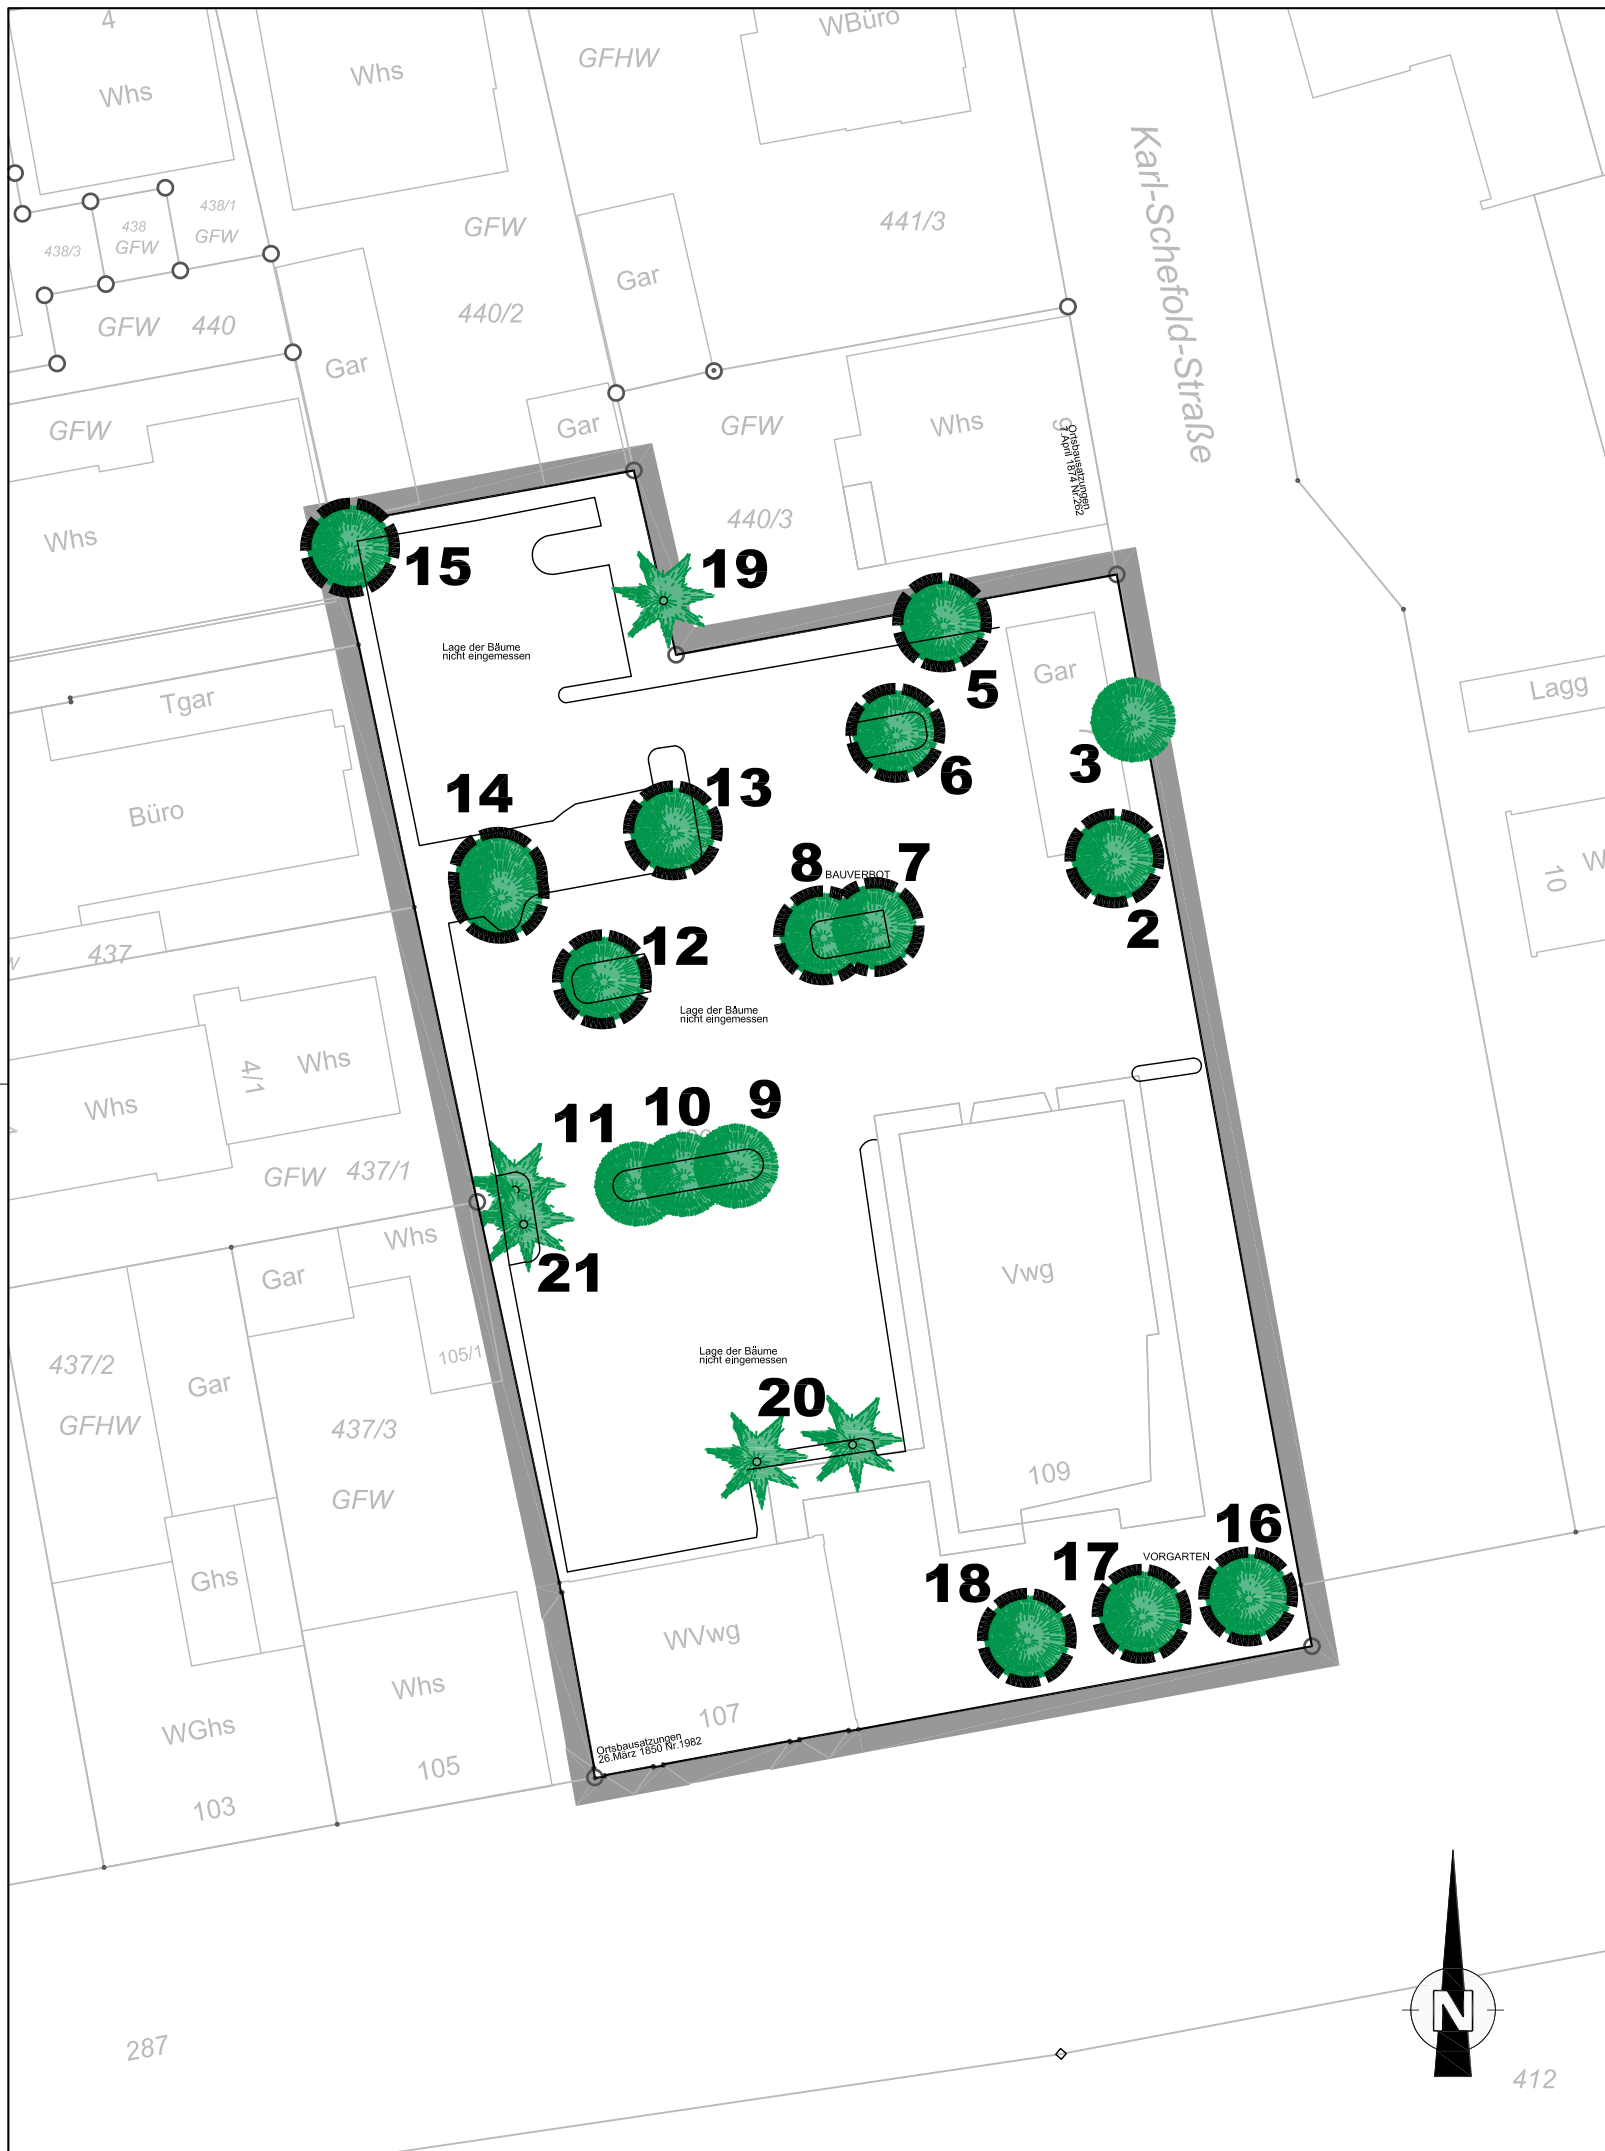 4
Whs
Whs
GFHW
WBüro
Karl-Schefold-Straße
438/1
438
GFW
GFW
438/3
GFW
441/3
Gar
440/2
GFW 440
Gar
GFW
Gar
GFW
Whs
9
Ortsbausatzungen
7.April 1874 Nr.262
440/3
Whs
15
19
Lage der Bäume
nicht eingemessen
Gar
5
Lagg
Tgar
7
3
6
13
14
Büro
8
BAUVERBOT
7
10
2
12
437
Lage der Bäume
nicht eingemessen
4/1
Whs
Whs
11
10
9
GFW 437/1
Whs
Gar
21
Vwg
105/1
Lage der Bäume
nicht eingemessen
437/2
Gar
20
GFHW
437/3
109
GFW
16
VORGARTEN
17
18
Ghs
WVwg
Whs
107
WGhs
Ortsbausatzungen
26.März 1850 Nr.1982
105
103
N
287
412